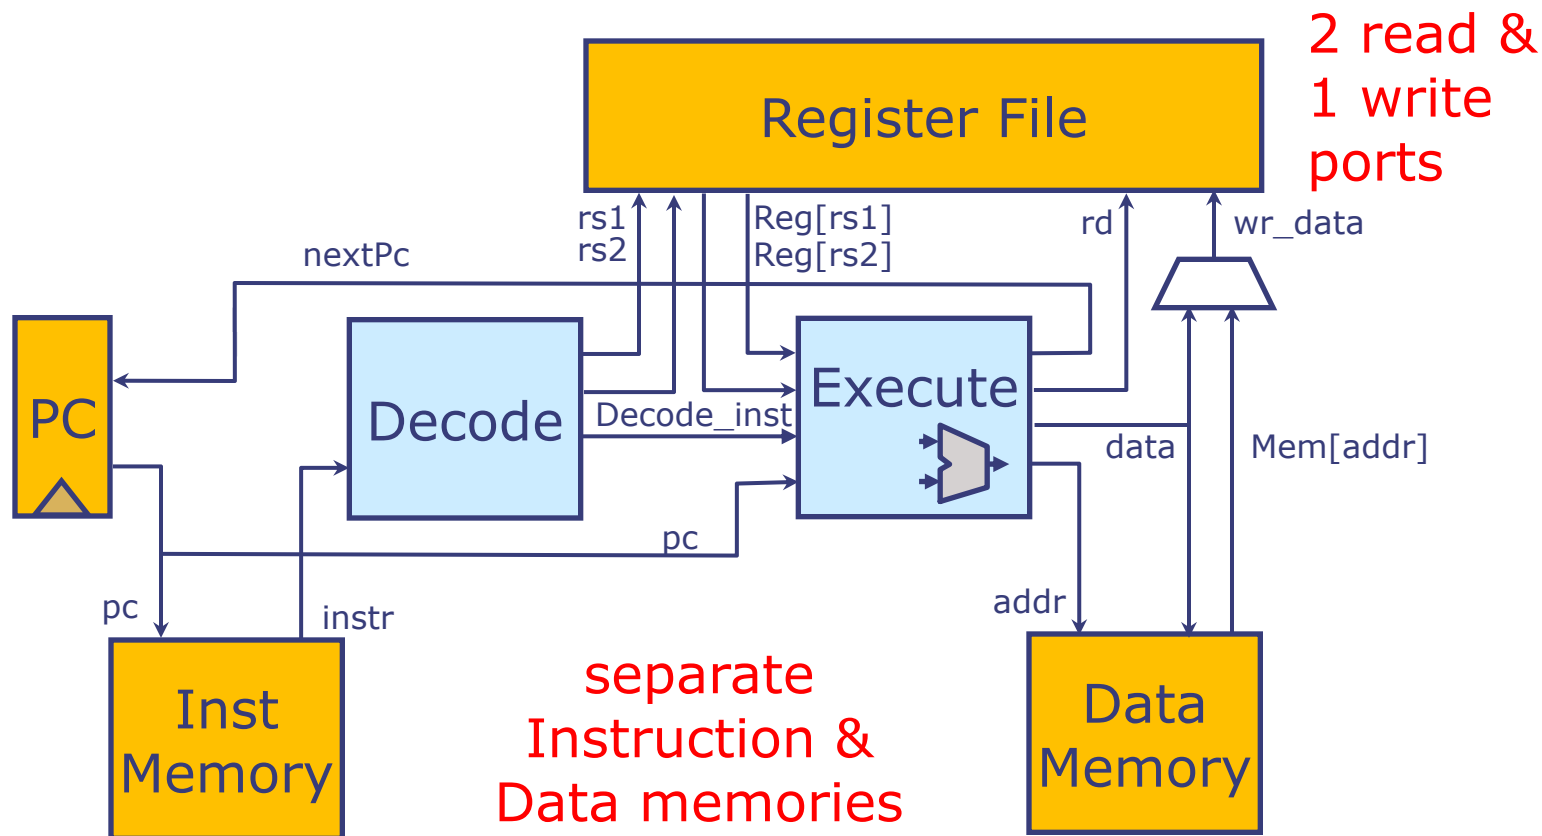 2 read &
1 write
ports
Register File
rs1
rs2
Reg[rs1]
Reg[rs2]
rd
wr_data
nextPc
PC
Decode
Decode_inst
Execute
data
Mem[addr]
pc
pc
instr
addr
Inst
Memory
separate
Instruction &
Data memories
Data
Memory